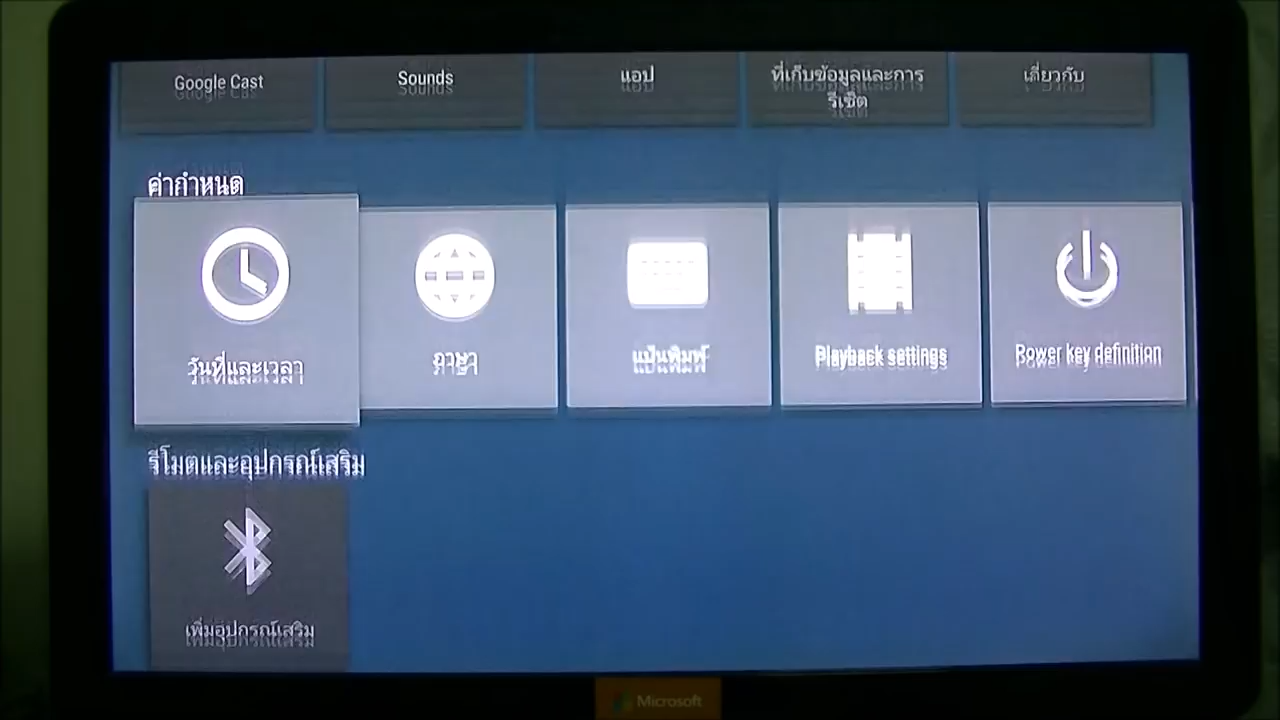 Google Cast
Sounds
แอป
ที่เก็บข้อมูลและการ
รีเซ็ต
เกี่ยวกับ
ค่ากำหนด
วันที่และเวลา
ภาษา
แป้นพิมพ์
Playback settings
Power key definition
รีโมตและอุปกรณ์เสริม
เพิ่มอุปกรณ์เสริม
Microsoft